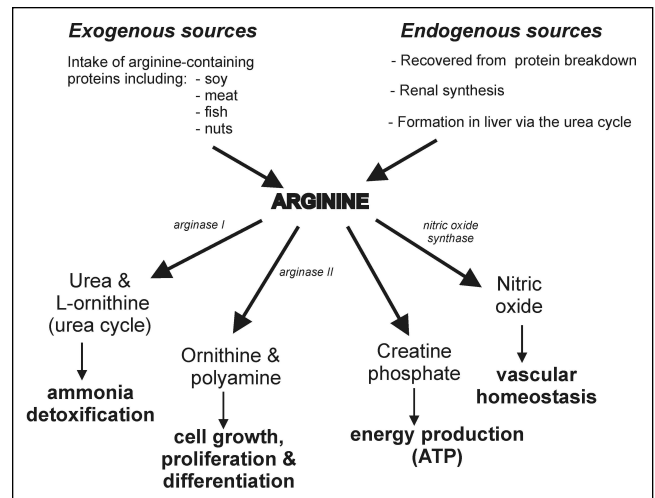 Exogenous sources
Intake of arginine-containing
proteins including: - soy
- meat
- fish
- nuts
Endogenous sources
- Recovered from protein breakdown
- Renal synthesis
- Formation in liver via the urea cycle
ARGININE
arginase I
arginase II
nitric oxide
synthase
Urea &
L-ornithine
(urea cycle)
ammonia
detoxification
Ornithine &
polyamine
cell growth,
proliferation &
differentiation
Creatine
phosphate
energy production
(ATP)
Nitric
oxide
vascular
homeostasis